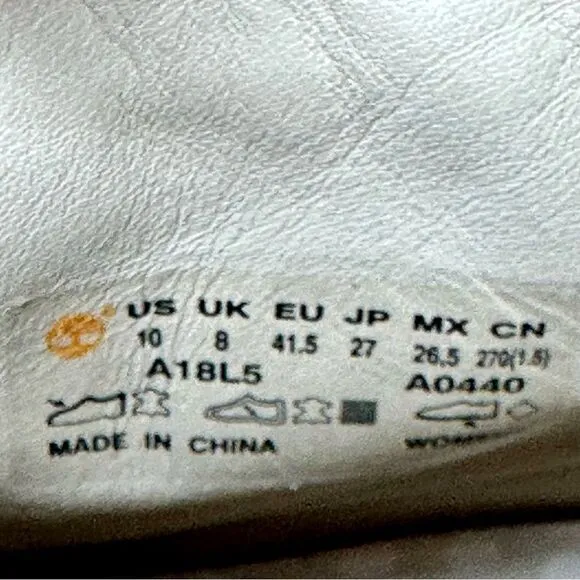 US UK EU JP MX CN
10 8 41.5 27 26.5 270(1.5)
A18L5 A0440
MADE IN CHINA